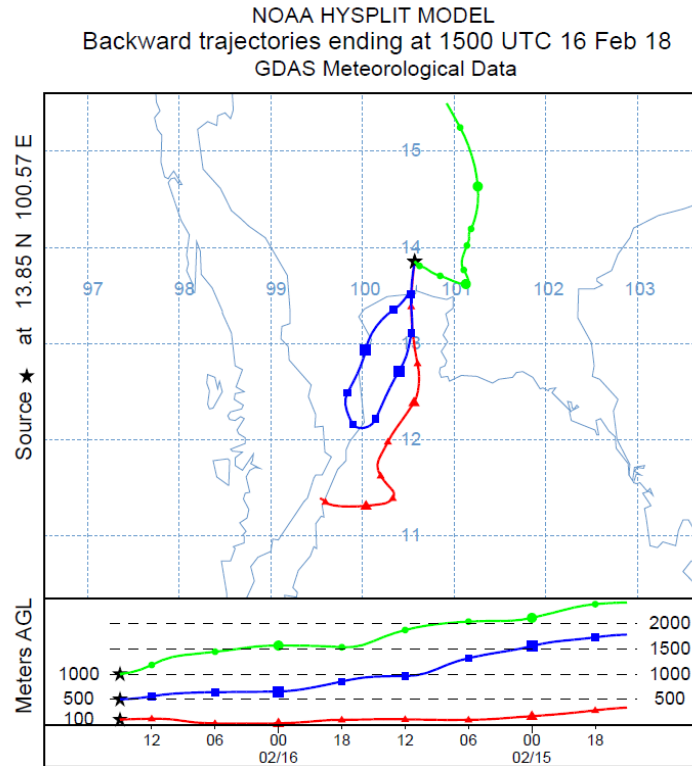 NOAA HYSPLIT MODEL
Backward trajectories ending at 1500 UTC 16 Feb 18
GDAS Meteorological Data
Source ★ at 13.85 N 100.57 E
15
14
97 98 99 100 101 102 103
13
12
11
Meters AGL
2000
1500
1000 1000
500 500
100
12 06 00 18 12 06 00 18
02/16 02/15